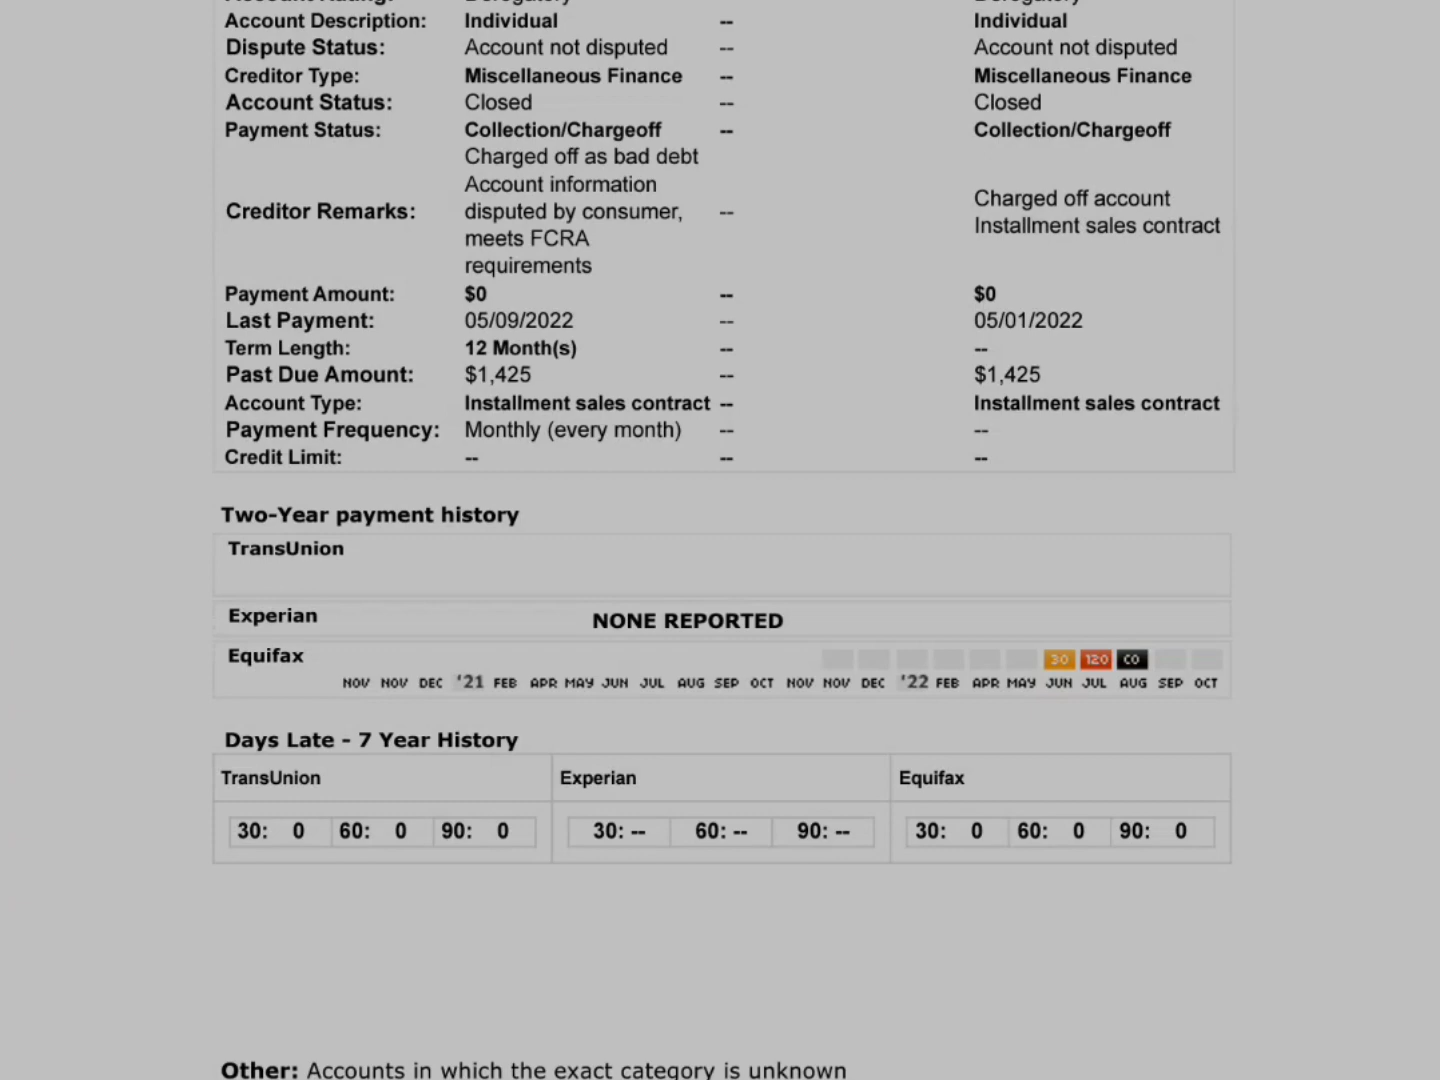 Account Description: Individual -- Individual
Dispute Status: Account not disputed -- Account not disputed
Creditor Type: Miscellaneous Finance -- Miscellaneous Finance
Account Status: Closed -- Closed
Payment Status: Collection/Chargeoff -- Collection/Chargeoff
Creditor Remarks: Charged off as bad debt
Account information
disputed by consumer,
meets FCRA
requirements
--
Charged off account
Installment sales contract
Payment Amount: $0 -- $0
Last Payment: 05/09/2022 -- 05/01/2022
Term Length: 12 Month(s) -- --
Past Due Amount: $1,425 -- $1,425
Account Type: Installment sales contract -- Installment sales contract
Payment Frequency: Monthly (every month) -- --
Credit Limit: -- -- --
Two-Year payment history
TransUnion
Experian NONE REPORTED
Equifax 30 120 CO
NOV NOV DEC '21 FEB APR MAY JUN JUL AUG SEP OCT NOV NOV DEC '22 FEB APR MAY JUN JUL AUG SEP OCT
Days Late - 7 Year History
TransUnion Experian Equifax
30: 0 60: 0 90: 0 30: -- 60: -- 90: -- 30: 0 60: 0 90: 0
Other: Accounts in which the exact category is unknown